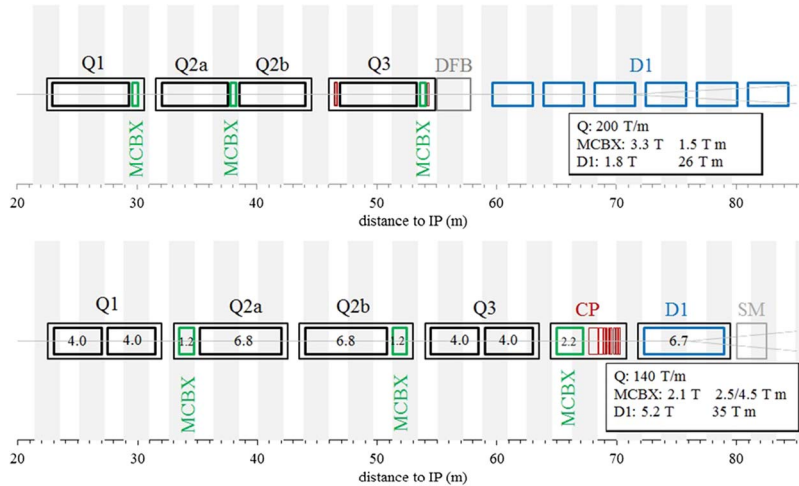 Q1 Q2a Q2b Q3 DFB D1
MCBX MCBX MCBX
Q: 200 T/m
MCBX: 3.3 T 1.5 T m
D1: 1.8 T 26 T m
20 30 40 50 60 70 80
distance to IP (m)
Q1 Q2a Q2b Q3 CP D1 SM
4.0 4.0 1.2 6.8 6.8 1.2 4.0 4.0 2.2 6.7
MCBX MCBX MCBX
Q: 140 T/m
MCBX: 2.1 T 2.5/4.5 T m
D1: 5.2 T 35 T m
20 30 40 50 60 70 80
distance to IP (m)